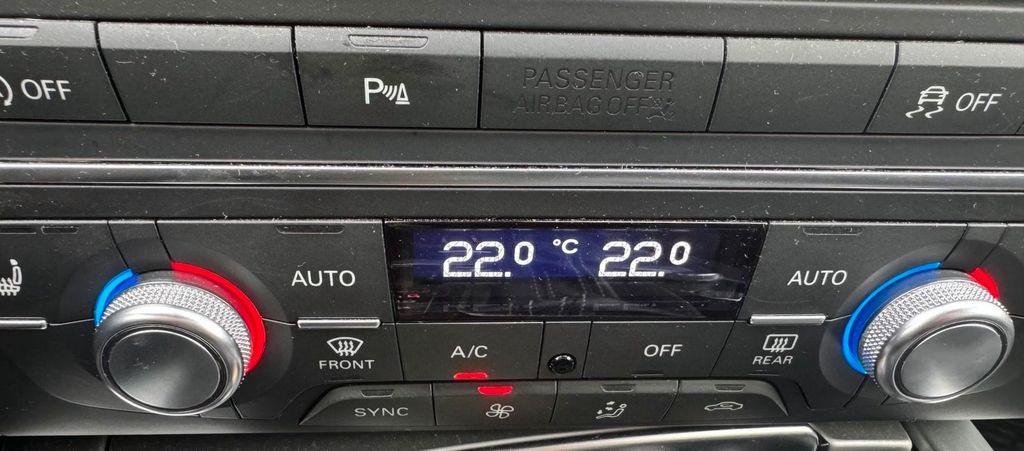 OFF
P
PASSENGER
AIRBAG OFF
OFF
AUTO
22.0 °C 22.0
AUTO
FRONT
A/C
OFF
REAR
SYNC